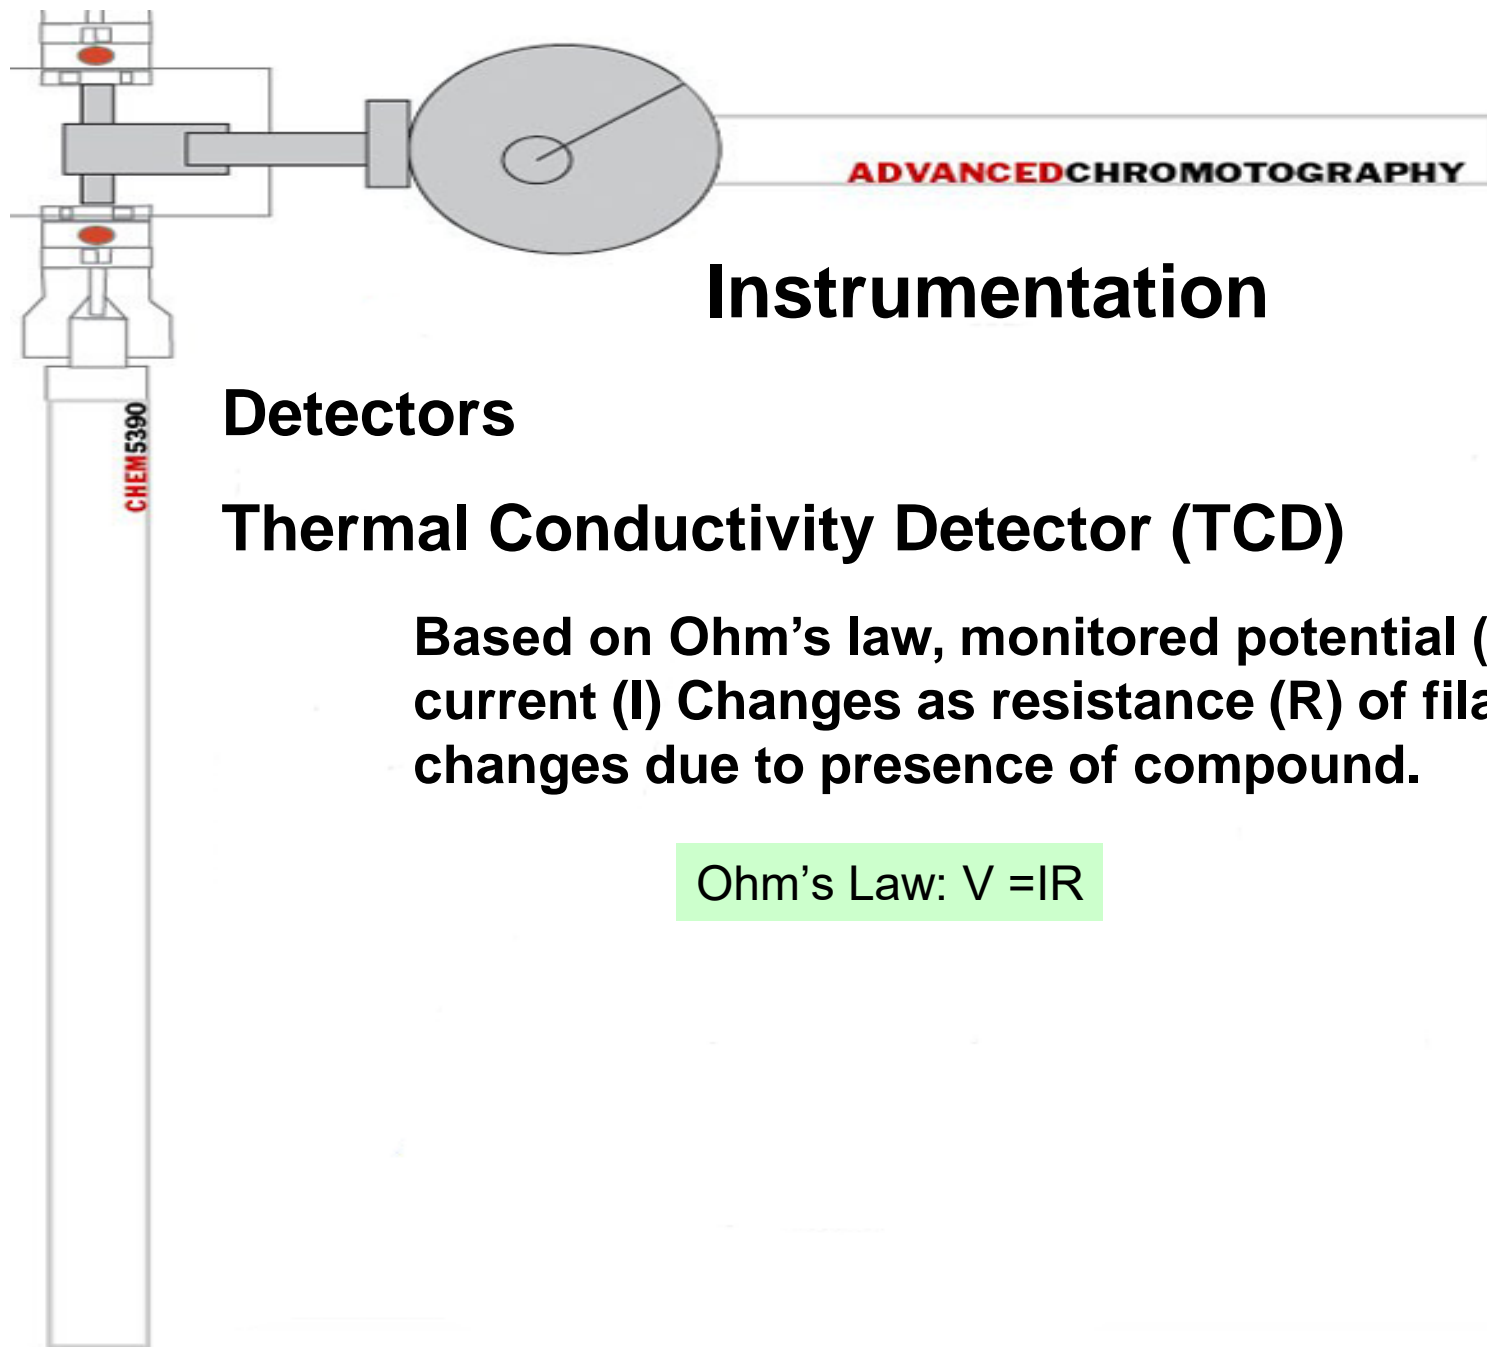 ADVANCEDCHROMOTOGRAPHY
Instrumentation
Detectors
CHEM5390
Thermal Conductivity Detector (TCD)
Based on Ohm’s law, monitored potential (
current (I) Changes as resistance (R) of fila
changes due to presence of compound.
Ohm’s Law: V =IR